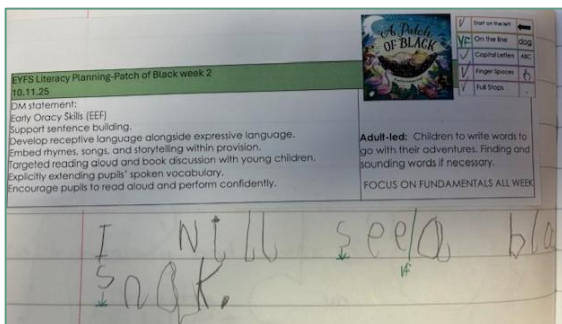 A Patch
OF BLACK
Start on the left
VF On the line dog
Capital Letters ABC
Finger Spaces
Full Stops .
EYFS Literacy Planning-Patch of Black week 2
10.11.25
DM statement:
Early Oracy Skills (EEF)
Support sentence building.
Develop receptive language alongside expressive language.
Embed rhymes, songs, and storytelling within provision.
Targeted reading aloud and book discussion with young children.
Explicitly extending pupils' spoken vocabulary.
Encourage pupils to read aloud and perform confidently.
Adult-led: Children to write words to
go with their adventures. Finding and
sounding words if necessary.
FOCUS ON FUNDAMENTALS ALL WEEK
I Nill see a bla
VF
Snak.